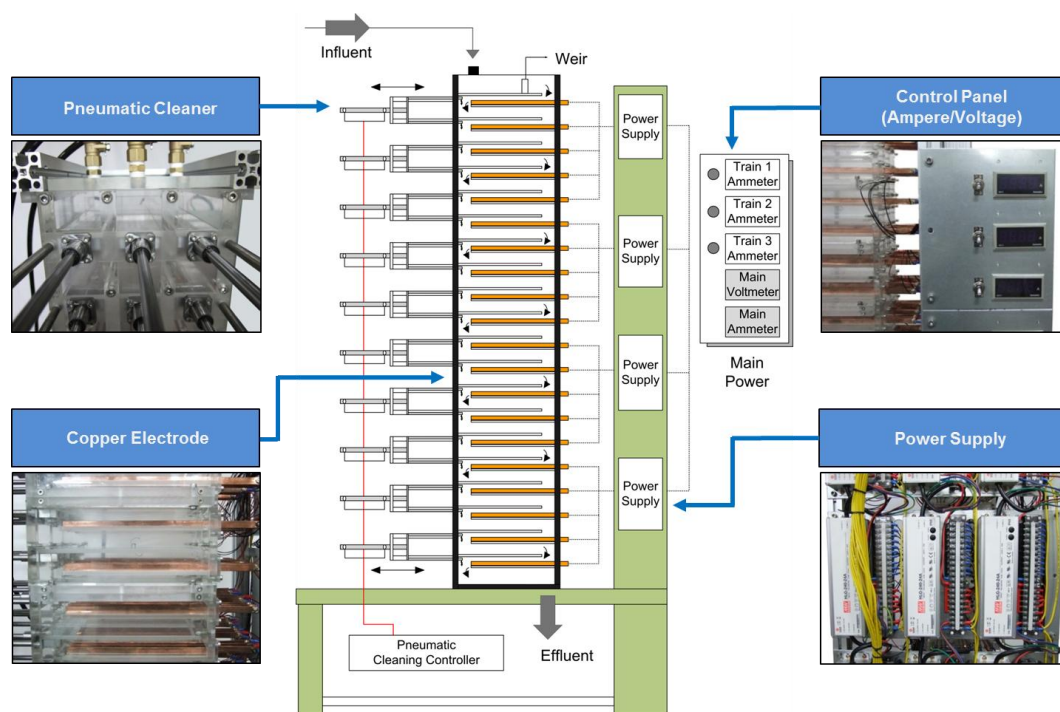 Influent
Weir
Pneumatic Cleaner
Control Panel
(Ampere/Voltage)
Power
Supply
Train 1
Ammeter
Train 2
Ammeter
Train 3
Ammeter
Main
Voltmeter
Main
Ammeter
Main
Power
Power
Supply
Power
Supply
Copper Electrode
Power Supply
Power
Supply
Pneumatic
Cleaning Controller
Effluent